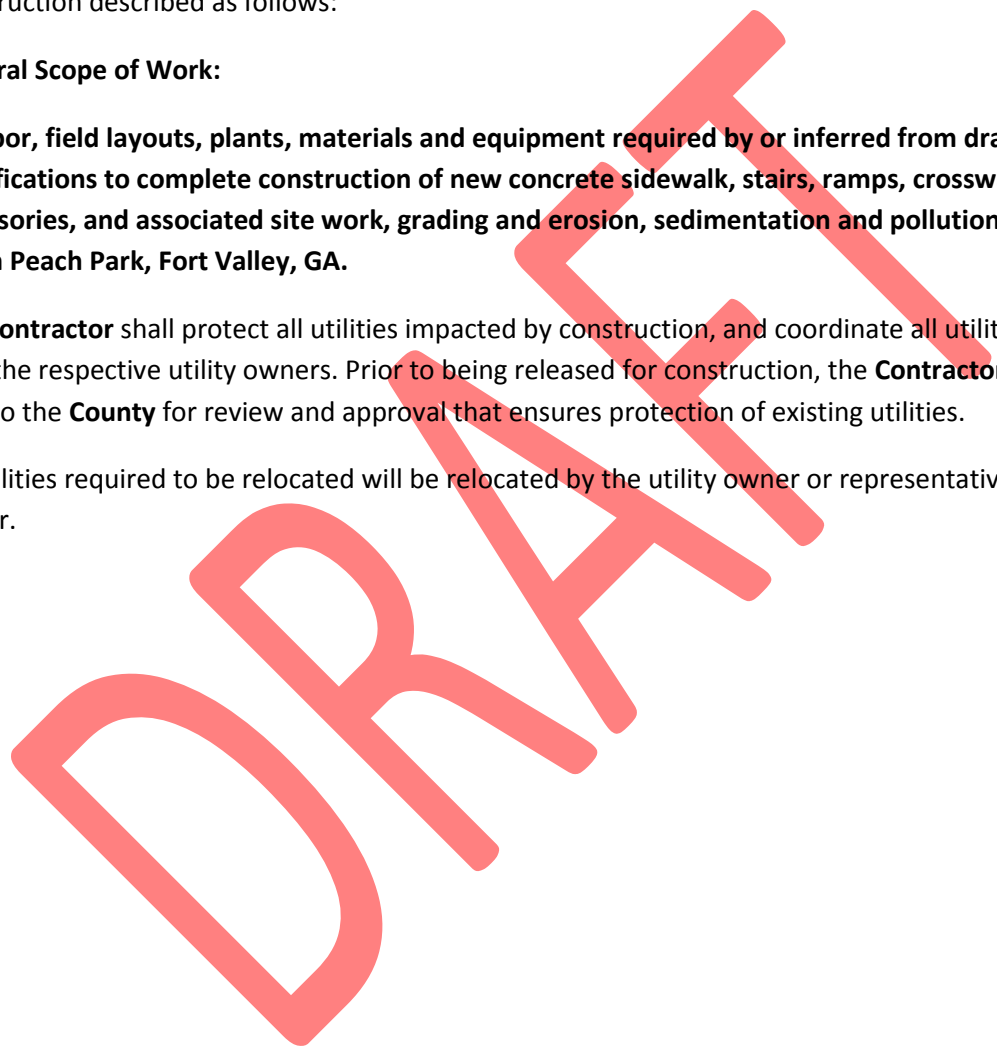 ruction described as follows:
ral Scope of Work:
oor, field layouts, plants, materials and equipment required by or inferred from dra
fications to complete construction of new concrete sidewalk, stairs, ramps, crossw
sories, and associated site work, grading and erosion, sedimentation and pollution
Peach Park, Fort Valley, GA.
ontractor shall protect all utilities impacted by construction, and coordinate all utilit
the respective utility owners. Prior to being released for construction, the Contractor
o the County for review and approval that ensures protection of existing utilities.
lities required to be relocated will be relocated by the utility owner or representativ
r.
DRAFT